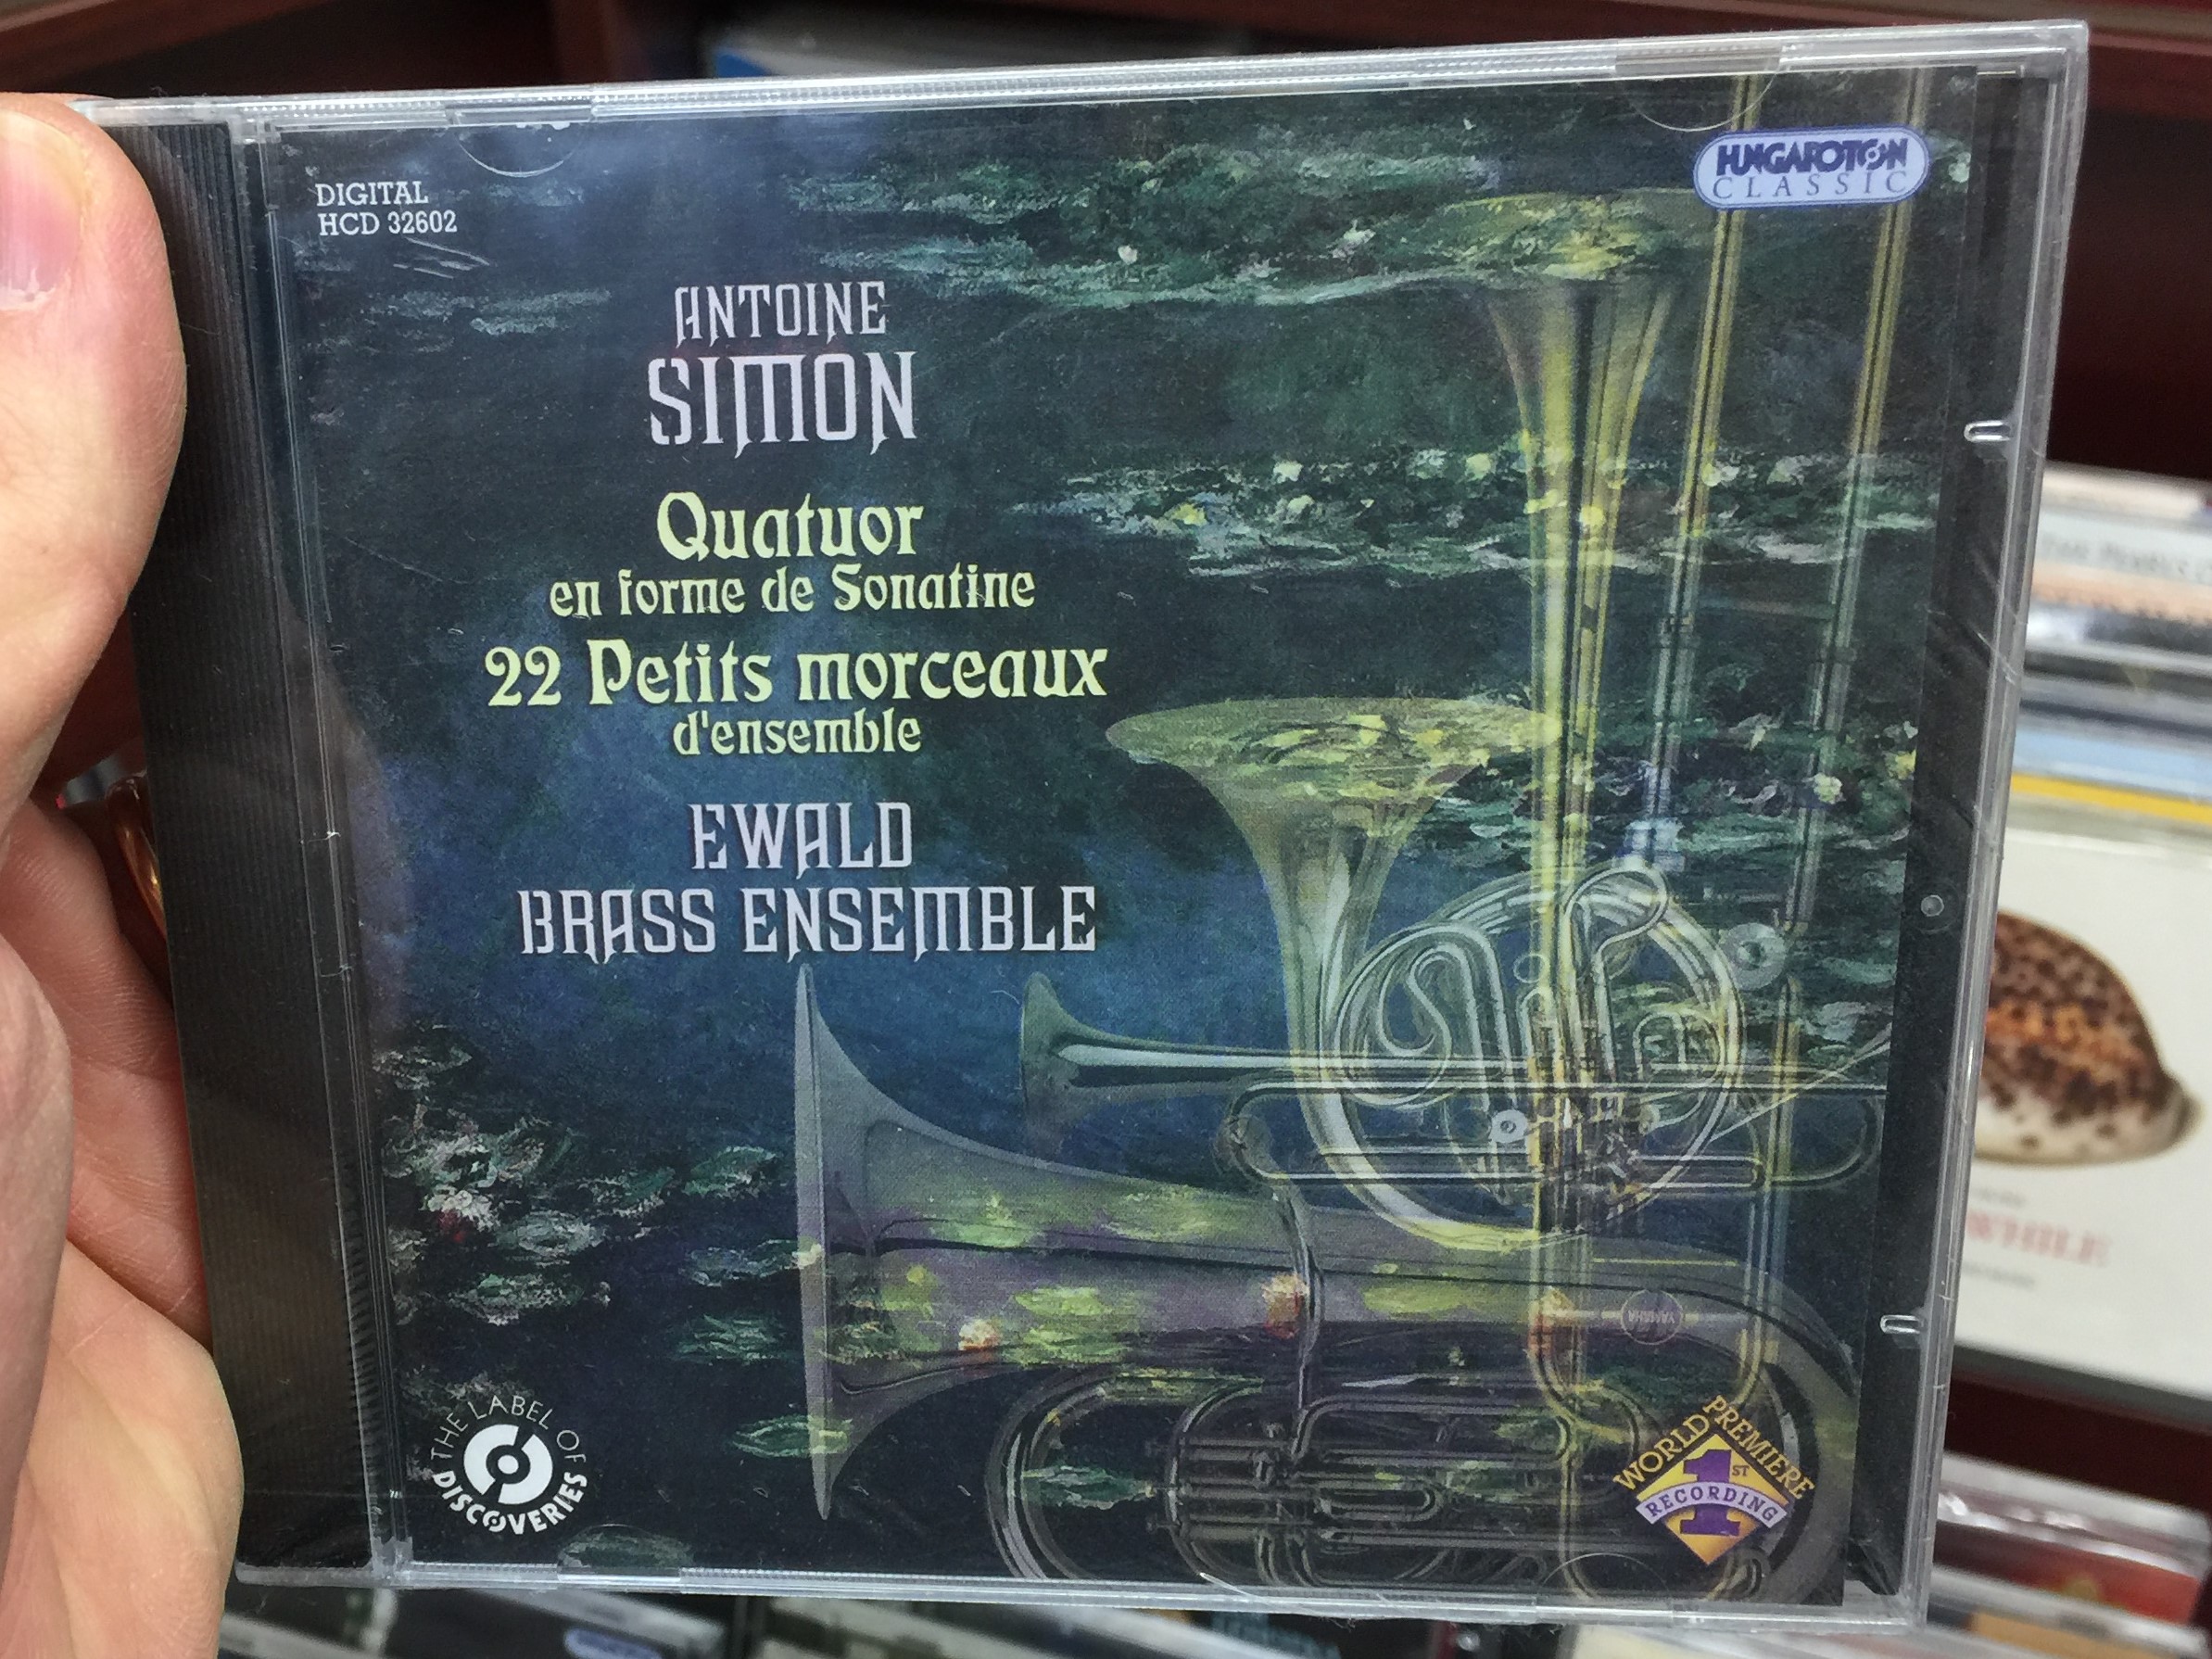 DIGITAL
HCD 32602
HUNGAROTON
CLASSIC
ANTOINE
SIMON
Quatuor
en forme de Sonatine
22 Petits morceaux
d'ensemble
EWALD
BRASS ENSEMBLE
YAMAHA
THE LABEL OF
DISCOVERIES
WORLD PREMIERE
1ST
RECORDING